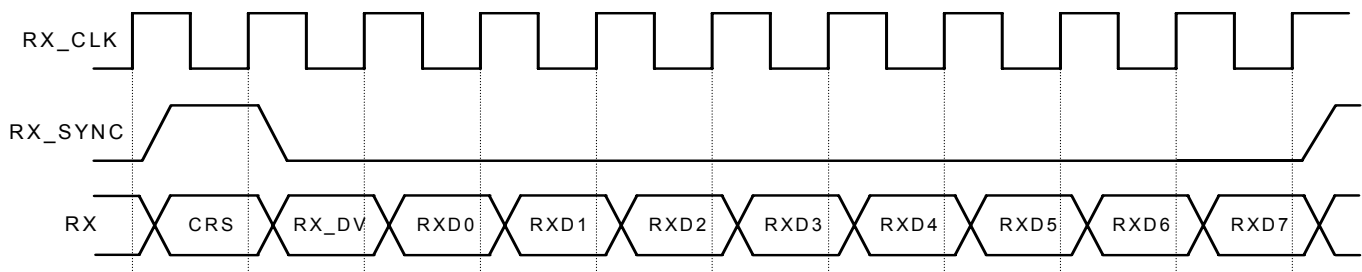 RX_CLK
RX_SYNC
RX CRS RX_DV RXD0 RXD1 RXD2 RXD3 RXD4 RXD5 RXD6 RXD7